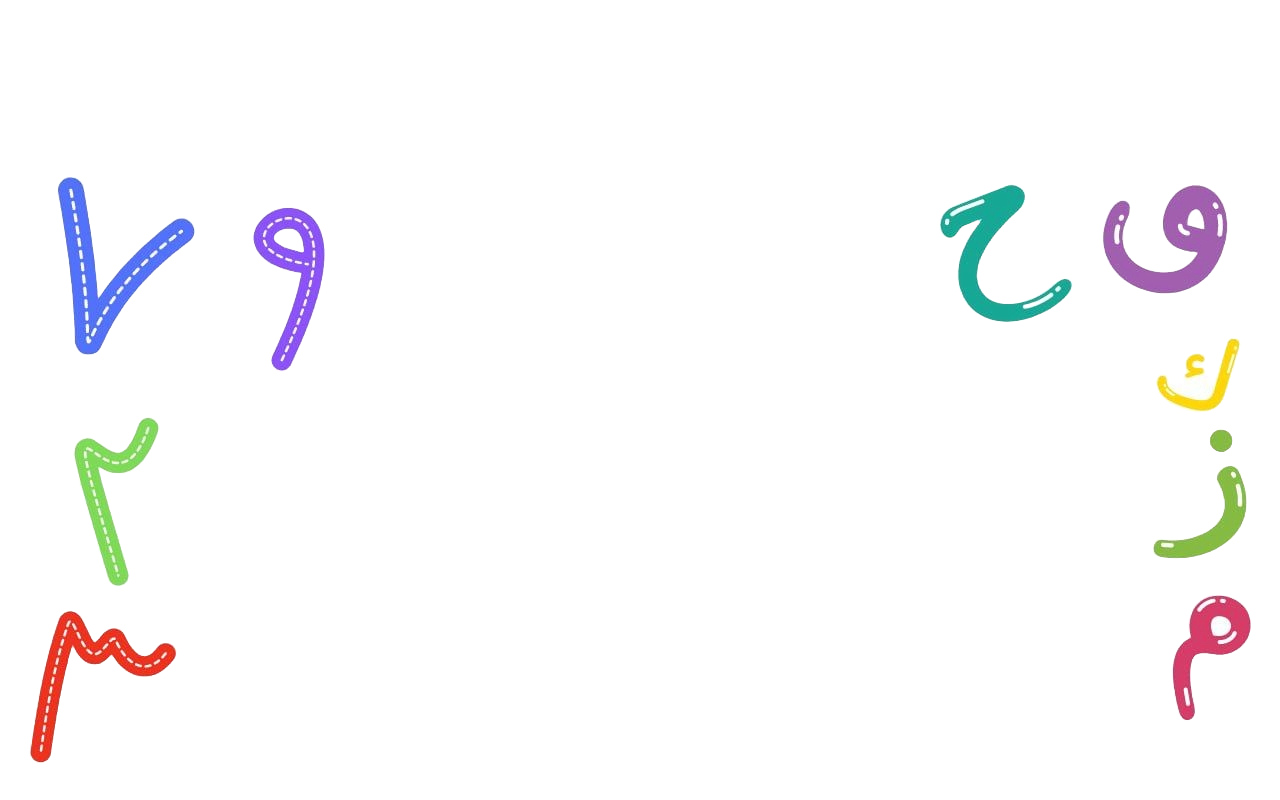 ٯ ح ٩ ٧
ك
ز ٢
م ٣